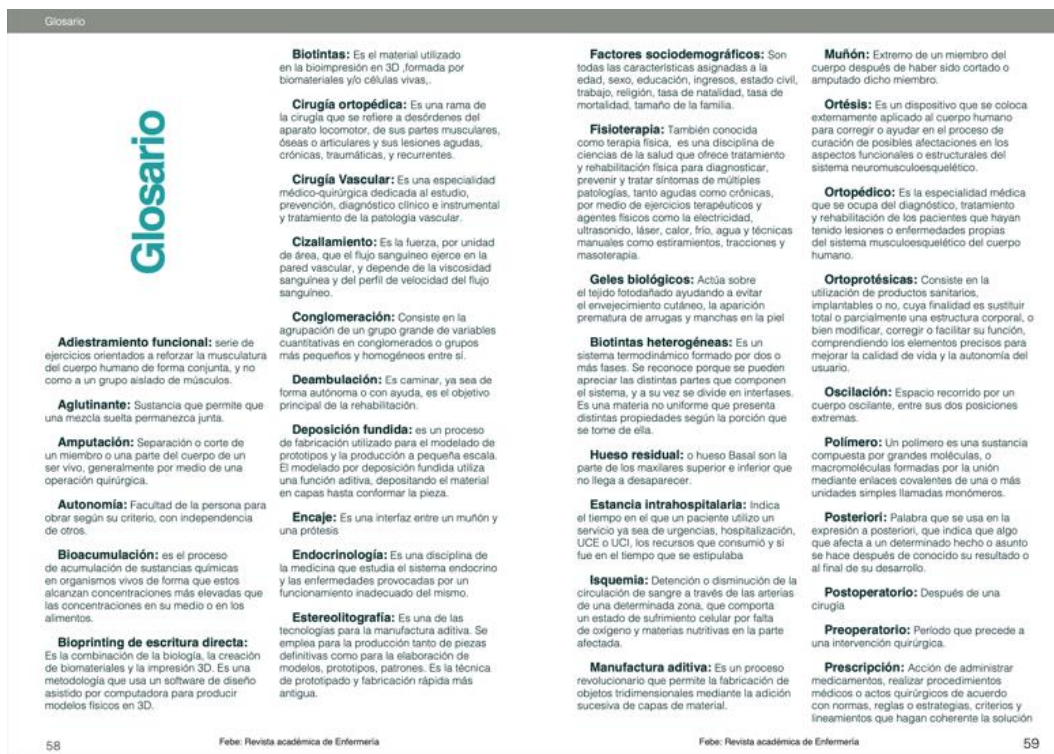 Glosario
Glosario
Adiestramiento funcional: serie de
ejercicios orientados a reforzar la musculatura
del cuerpo humano de forma conjunta, y no
como a un grupo aislado de músculos.
Aglutinante: Sustancia que permite que
una mezcla suelta permanezca junta.
Amputación: Separación o corte de
un miembro o una parte del cuerpo de un
ser vivo, generalmente por medio de una
operación quirúrgica.
Autonomía: Facultad de la persona para
obrar según su criterio, con independencia
de otros.
Bioacumulación: es el proceso
de acumulación de sustancias químicas
en organismos vivos de forma que estos
alcanzan concentraciones más elevadas que
las concentraciones en su medio o en los
alimentos.
Bioprinting de escritura directa:
Es la combinación de la biología, la creación
de biomateriales y la impresión 3D. Es una
metodología que usa un software de diseño
asistido por computadora para producir
modelos físicos en 3D.
Biotintas: Es el material utilizado
en la bioimpresión en 3D ,formada por
biomateriales y/o células vivas,.
Cirugía ortopédica: Es una rama de
la cirugía que se refiere a desórdenes del
aparato locomotor, de sus partes musculares,
óseas o articulares y sus lesiones agudas,
crónicas, traumáticas, y recurrentes.
Cirugía Vascular: Es una especialidad
médico-quirúrgica dedicada al estudio,
prevención, diagnóstico clínico e instrumental
y tratamiento de la patología vascular.
Cizallamiento: Es la fuerza, por unidad
de área, que el flujo sanguíneo ejerce en la
pared vascular, y depende de la viscosidad
sanguínea y del perfil de velocidad del flujo
sanguíneo.
Conglomeración: Consiste en la
agrupación de un grupo grande de variables
cuantitativas en conglomerados o grupos
más pequeños y homogéneos entre sí.
Deambulación: Es caminar, ya sea de
forma autónoma o con ayuda, es el objetivo
principal de la rehabilitación.
Deposición fundida: es un proceso
de fabricación utilizado para el modelado de
prototipos y la producción a pequeña escala.
El modelado por deposición fundida utiliza
una función aditiva, depositando el material
en capas hasta conformar la pieza.
Encaje: Es una interfaz entre un muñón y
una prótesis
Endocrinología: Es una disciplina de
la medicina que estudia el sistema endocrino
y las enfermedades provocadas por un
funcionamiento inadecuado del mismo.
Estereolitografía: Es una de las
tecnologías para la manufactura aditiva. Se
emplea para la producción tanto de piezas
definitivas como para la elaboración de
modelos, prototipos, patrones. Es la técnica
de prototipado y fabricación rápida más
antigua.
58
Febe: Revista académica de Enfermería
Factores sociodemográficos: Son
todas las características asignadas a la
edad, sexo, educación, ingresos, estado civil,
trabajo, religión, tasa de natalidad, tasa de
mortalidad, tamaño de la familia.
Fisioterapia: También conocida
como terapia física, es una disciplina de
ciencias de la salud que ofrece tratamiento
y rehabilitación física para diagnosticar,
prevenir y tratar síntomas de múltiples
patologías, tanto agudas como crónicas,
por medio de ejercicios terapéuticos y
agentes físicos como la electricidad,
ultrasonido, láser, calor, frío, agua y técnicas
manuales como estiramientos, tracciones y
masoterapia.
Geles biológicos: Actúa sobre
el tejido fotodañado ayudando a evitar
el envejecimiento cutáneo, la aparición
prematura de arrugas y manchas en la piel
Biotintas heterogéneas: Es un
sistema termodinámico formado por dos o
más fases. Se reconoce porque se pueden
apreciar las distintas partes que componen
el sistema, y a su vez se divide en interfases.
Es una materia no uniforme que presenta
distintas propiedades según la porción que
se tome de ella.
Hueso residual: o hueso Basal son la
parte de los maxilares superior e inferior que
no llega a desaparecer.
Estancia intrahospitalaria: Indica
el tiempo en el que un paciente utilizo un
servicio ya sea de urgencias, hospitalización,
UCE o UCI, los recursos que consumió y si
fue en el tiempo que se estipulaba
Isquemia: Detención o disminución de la
circulación de sangre a través de las arterias
de una determinada zona, que comporta
un estado de sufrimiento celular por falta
de oxígeno y materias nutritivas en la parte
afectada.
Manufactura aditiva: Es un proceso
revolucionario que permite la fabricación de
objetos tridimensionales mediante la adición
sucesiva de capas de material.
Muñón: Extremo de un miembro del
cuerpo después de haber sido cortado o
amputado dicho miembro.
Ortésis: Es un dispositivo que se coloca
externamente aplicado al cuerpo humano
para corregir o ayudar en el proceso de
curación de posibles afectaciones en los
aspectos funcionales o estructurales del
sistema neuromusculoesquelético.
Ortopédico: Es la especialidad médica
que se ocupa del diagnóstico, tratamiento
y rehabilitación de los pacientes que hayan
tenido lesiones o enfermedades propias
del sistema musculoesquelético del cuerpo
humano.
Ortoprotésicas: Consiste en la
utilización de productos sanitarios,
implantables o no, cuya finalidad es sustituir
total o parcialmente una estructura corporal, o
bien modificar, corregir o facilitar su función,
comprendiendo los elementos precisos para
mejorar la calidad de vida y la autonomía del
usuario.
Oscilación: Espacio recorrido por un
cuerpo oscilante, entre sus dos posiciones
extremas.
Polímero: Un polímero es una sustancia
compuesta por grandes moléculas, o
macromoléculas formadas por la unión
mediante enlaces covalentes de una o más
unidades simples llamadas monómeros.
Posteriori: Palabra que se usa en la
expresión a posteriori, que indica que algo
que afecta a un determinado hecho o asunto
se hace después de conocido su resultado o
al final de su desarrollo.
Postoperatorio: Después de una
cirugía
Preoperatorio: Período que precede a
una intervención quirúrgica.
Prescripción: Acción de administrar
medicamentos, realizar procedimientos
médicos o actos quirúrgicos de acuerdo
con normas, reglas o estrategias, criterios y
lineamientos que hagan coherente la solución
Febe: Revista académica de Enfermería
59